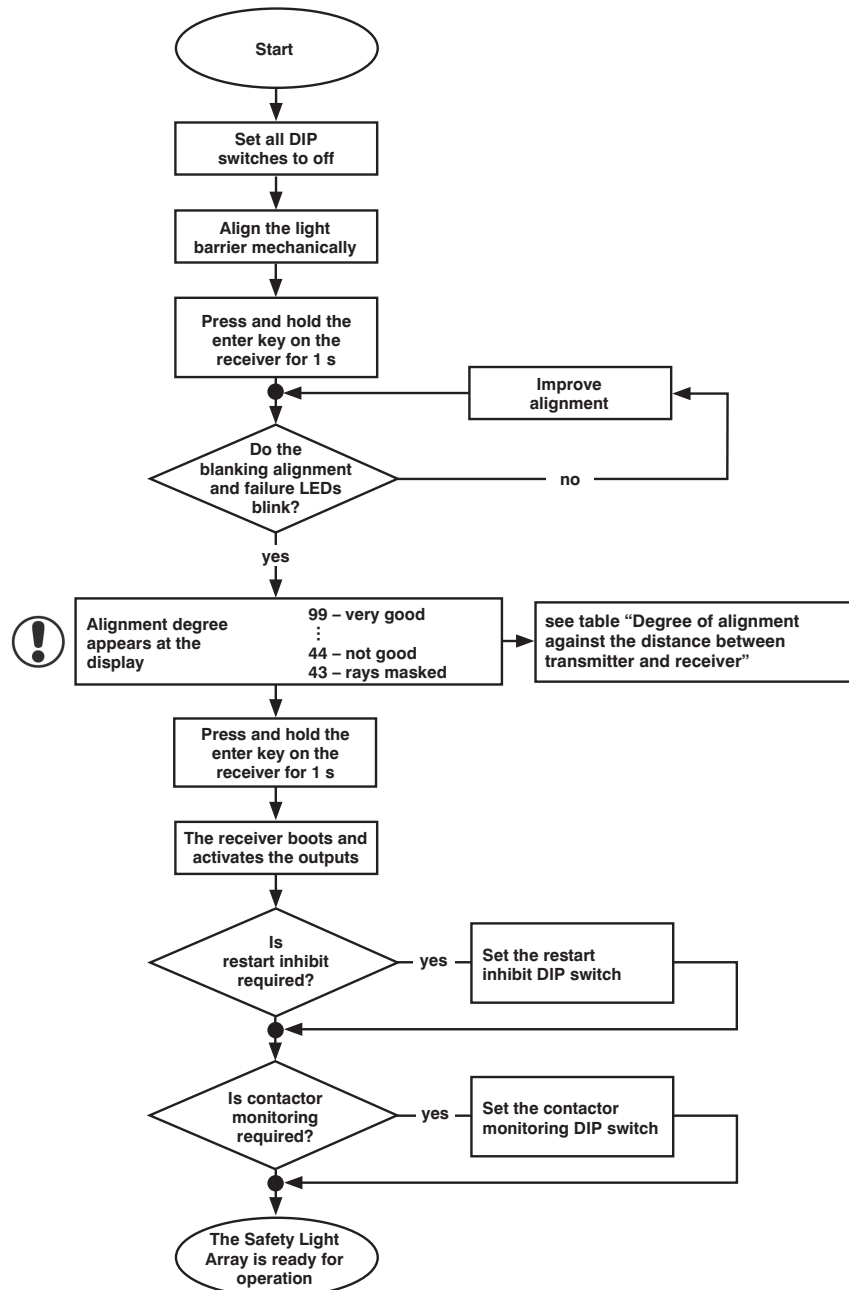 Start
Set all DIP
switches to off
Align the light
barrier mechanically
Press and hold the
enter key on the
receiver for 1 s
Improve
alignment
Do the
blanking alignment
and failure LEDs
blink?
no
yes
Alignment degree
appears at the
display
99 – very good
⋮
44 – not good
43 – rays masked
see table “Degree of alignment
against the distance between
transmitter and receiver”
Press and hold the
enter key on the
receiver for 1 s
The receiver boots and
activates the outputs
Is
restart inhibit
required?
yes
Set the restart
inhibit DIP switch
Is contactor
monitoring
required?
yes
Set the contactor
monitoring DIP switch
The Safety Light
Array is ready for
operation